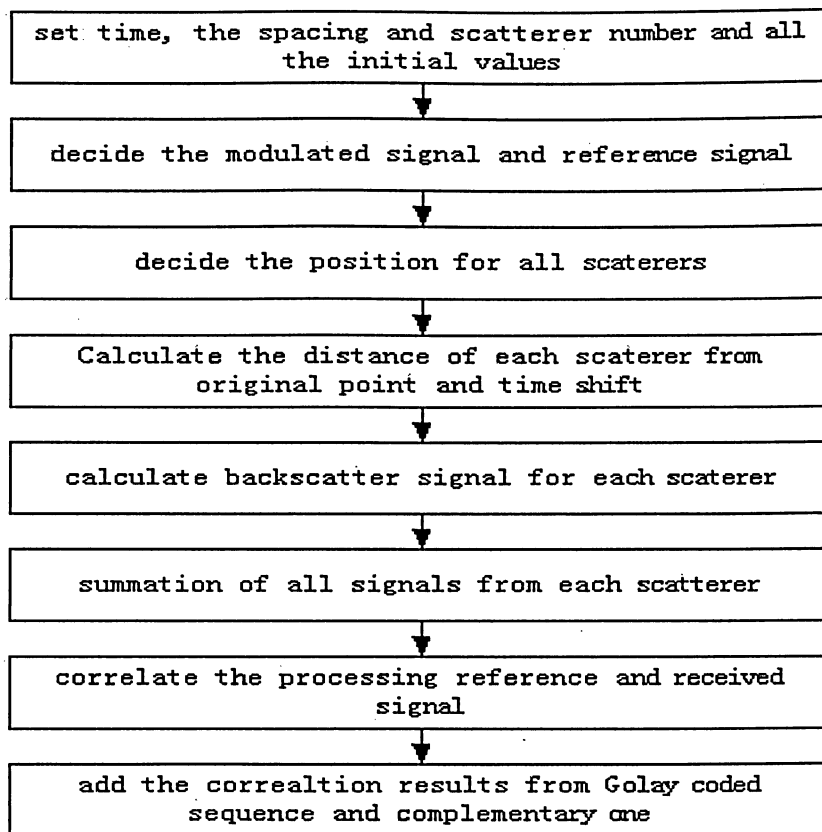 set time, the spacing and scatterer number and all
the initial values
decide the modulated signal and reference signal
decide the position for all scaterers
Calculate the distance of each scaterer from
original point and time shift
calculate backscatter signal for each scaterer
summation of all signals from each scatterer
correlate the processing reference and received
signal
add the correaltion results from Golay coded
sequence and complementary one